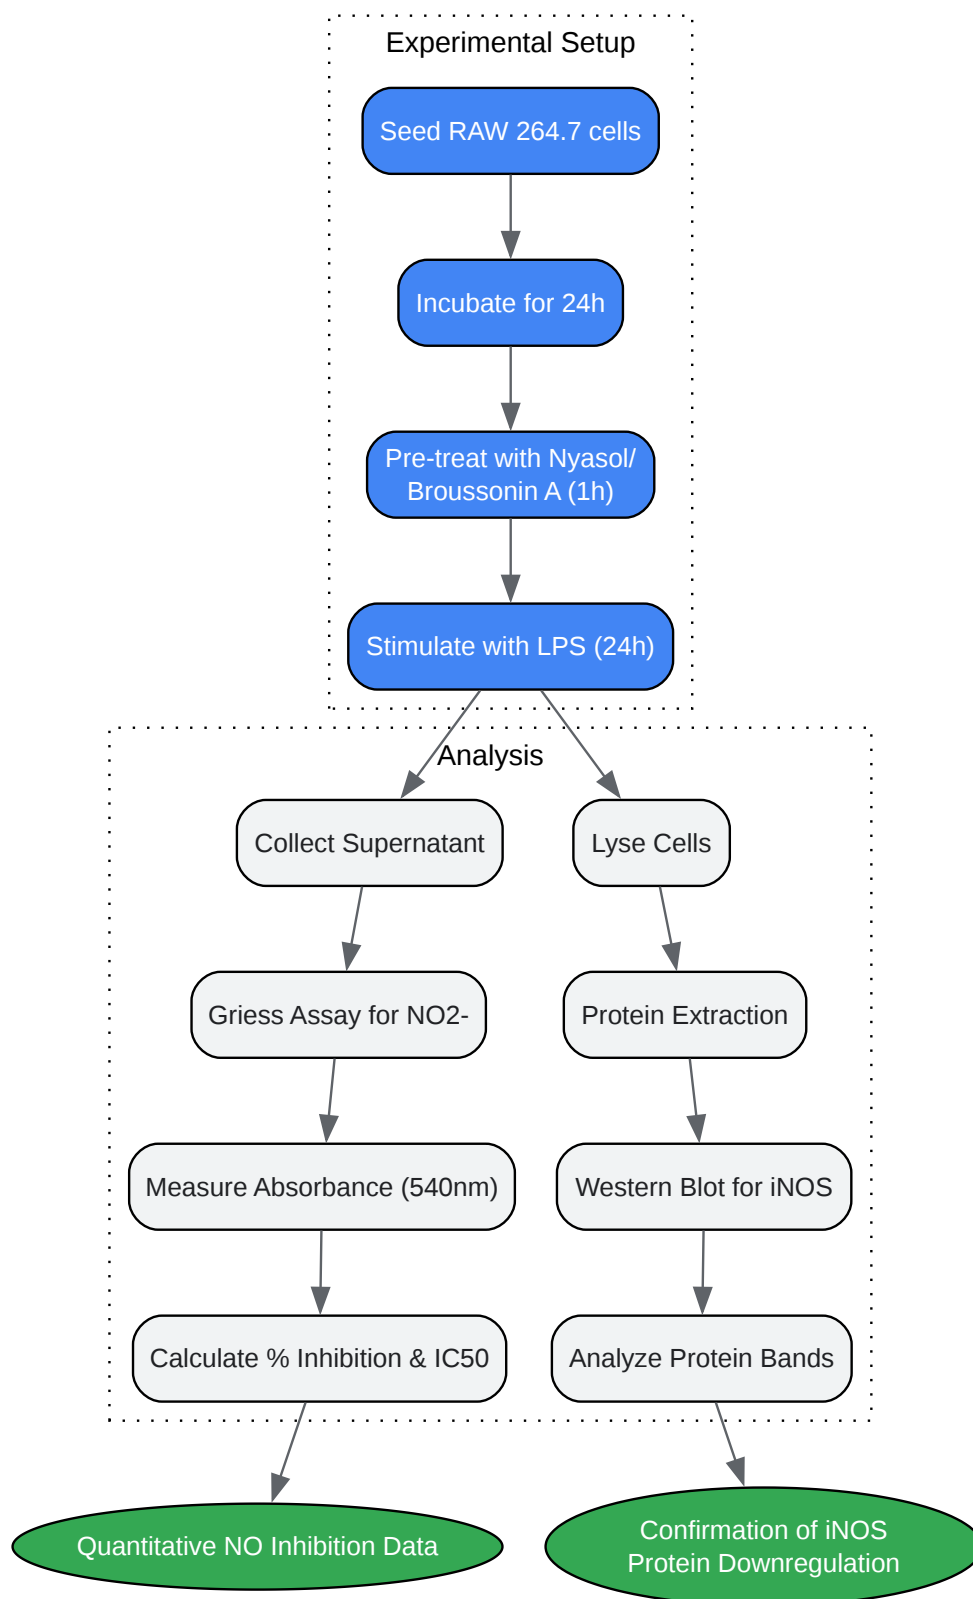 Experimental Setup
Seed RAW 264.7 cells
Incubate for 24h
Pre-treat with Nyasol/
Broussonin A (1h)
Stimulate with LPS (24h)
Analysis
Collect Supernatant
Lyse Cells
Griess Assay for NO2-
Protein Extraction
Measure Absorbance (540nm)
Western Blot for iNOS
Calculate % Inhibition & IC50
Analyze Protein Bands
Quantitative NO Inhibition Data
Confirmation of iNOS
Protein Downregulation